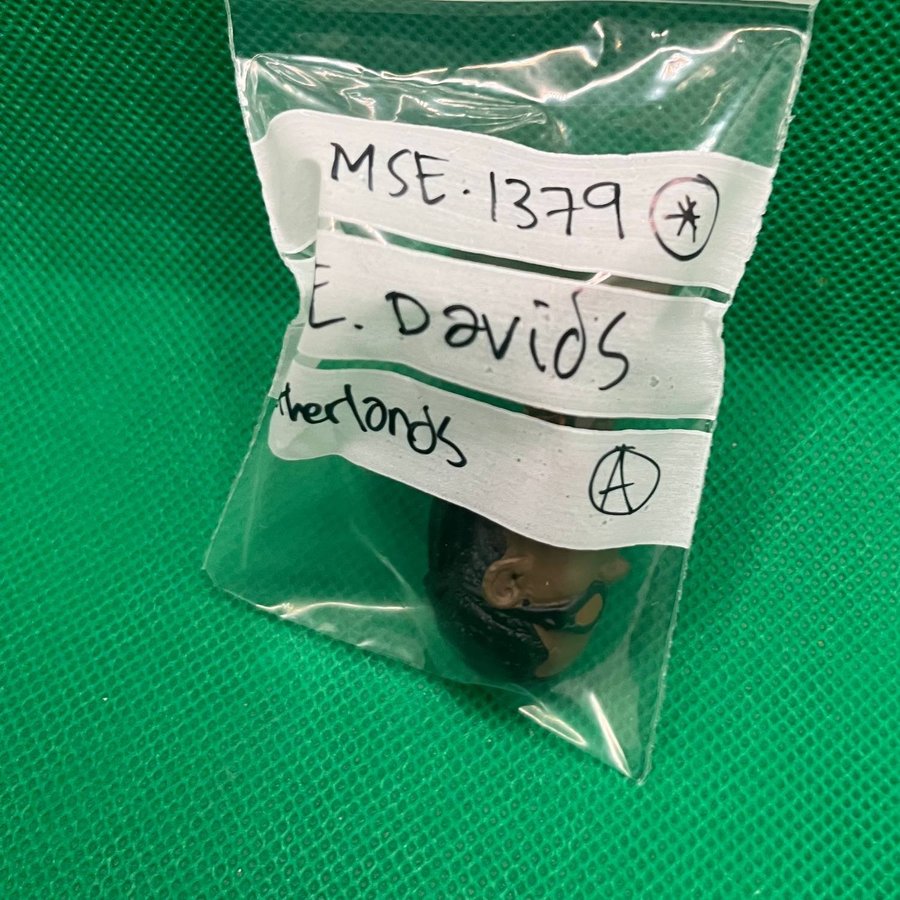 MSE·1379 *
E. Davids
therlands A